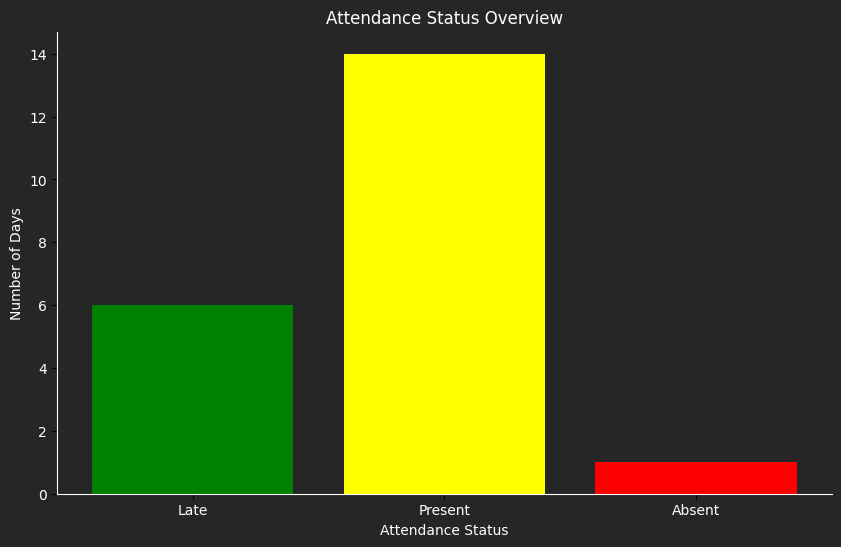 Attendance Status Overview
14
12
10
8
6
4
2
0
Number of Days
Late Present Absent
Attendance Status